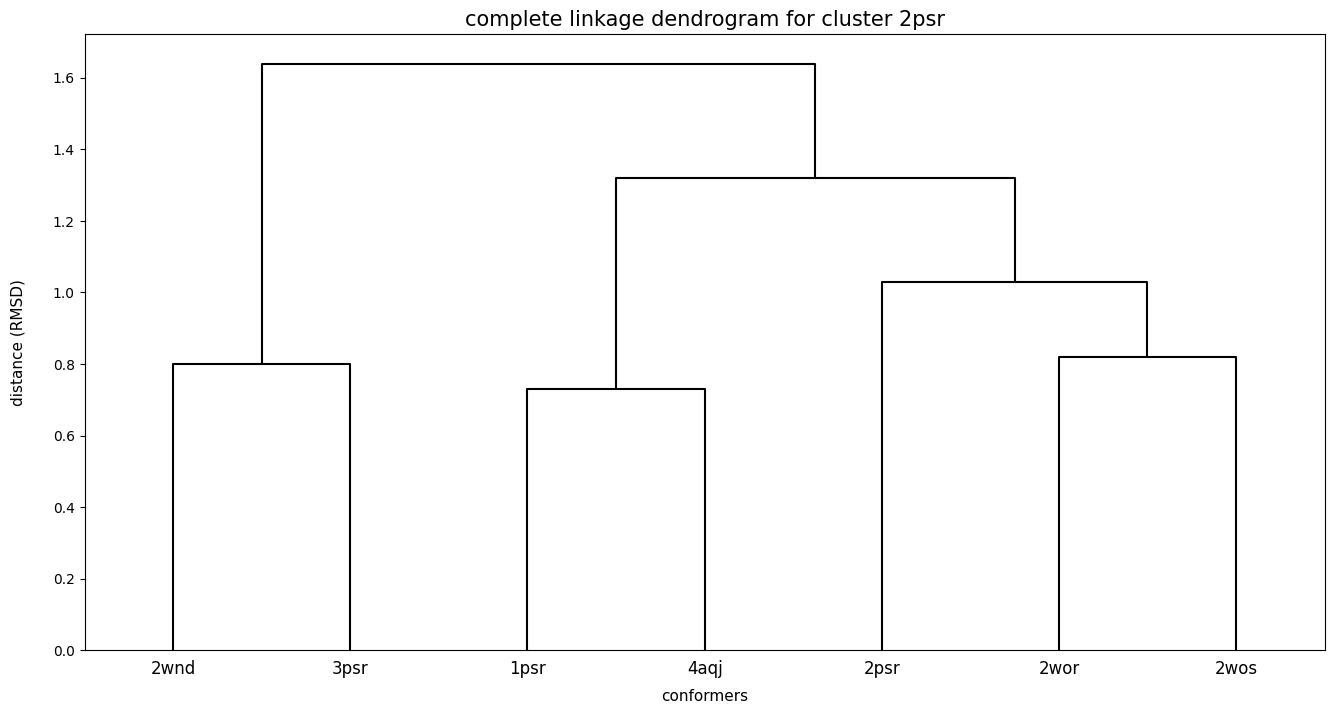 complete linkage dendrogram for cluster 2psr
distance (RMSD)
1.6
1.4
1.2
1.0
0.8
0.6
0.4
0.2
0.0
2wnd 3psr 1psr 4aqj 2psr 2wor 2wos
conformers